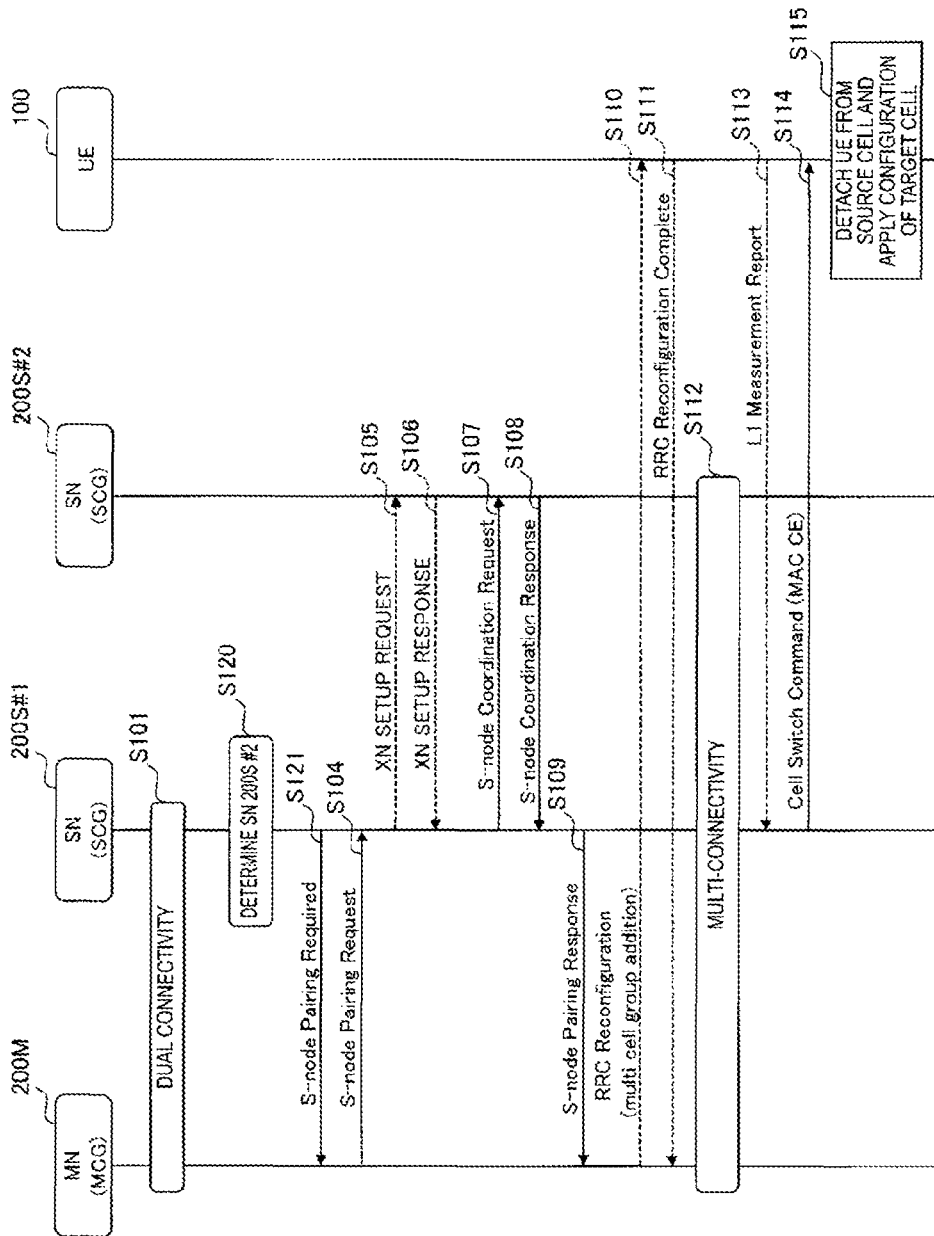 200M
MN
(MCG)
200S#1
SN
(SCG)
200S#2
SN
(SCG)
100
UE
S101
DUAL CONNECTIVITY
S120
DETERMINE SN 200S #2
S121
S-node Pairing Required
S104
S-node Pairing Request
S105
XN SETUP REQUEST
S106
XN SETUP RESPONSE
S107
S-node Coordination Request
S108
S-node Coordination Response
S109
S-node Pairing Response
S110
RRC Reconfiguration
(multi cell group addition)
S111
RRC Reconfiguration Complete
S112
MULTI-CONNECTIVITY
S113
L1 Measurement Report
S114
Cell Switch Command (MAC CE)
S115
DETACH UE FROM
SOURCE CELL AND
APPLY CONFIGURATION
OF TARGET CELL